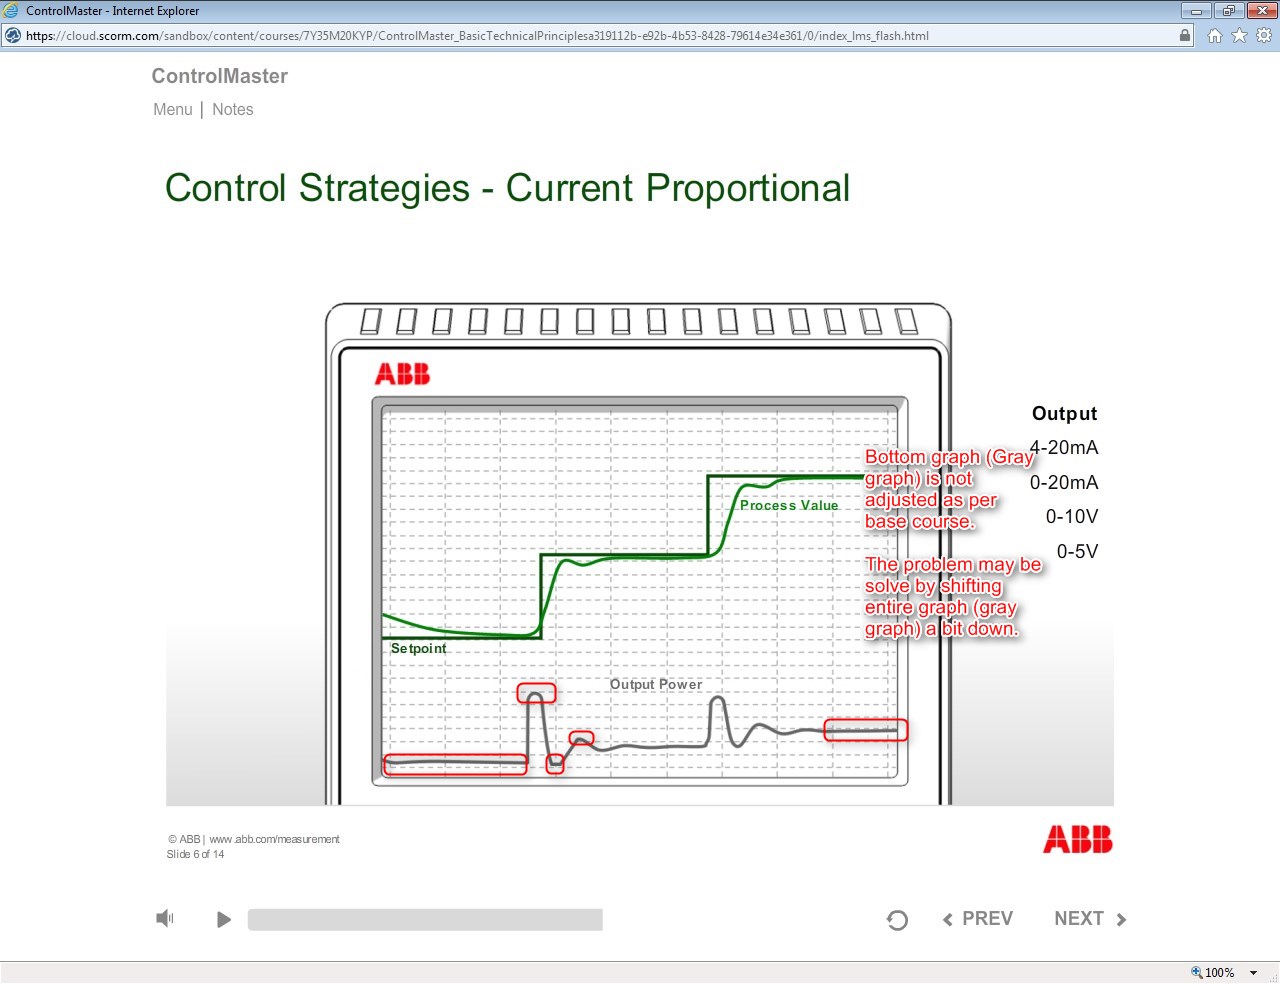 ControlMaster - Internet Explorer
https://cloud.scorm.com/sandbox/content/courses/7Y35M20KYP/ControlMaster_BasicTechnicalPrinciplesa319112b-e92b-4b53-8428-79614e34e361/0/index_lms_flash.html
ControlMaster
Menu | Notes
Control Strategies - Current Proportional
ABB
Output
4-20mA
0-20mA
0-10V
0-5V
Bottom graph (Gray
graph) is not
adjusted as per
base course.
The problem may be
solve by shifting
entire graph (gray
graph) a bit down.
Process Value
Setpoint
Output Power
© ABB | www.abb.com/measurement
Slide 6 of 14
ABB
PREV
NEXT
100%